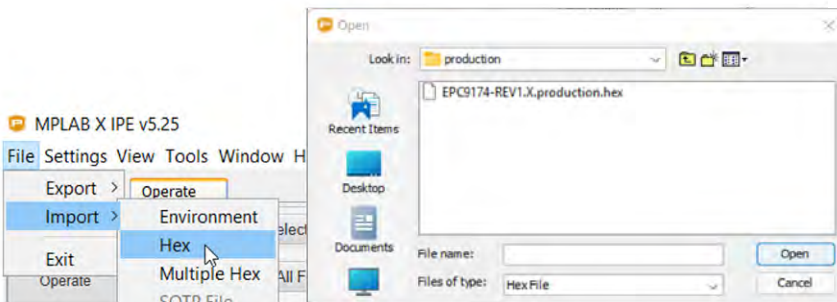 MPLAB X IPE v5.25
File Settings View Tools Window H
Export >
Operate
Import >
Environment
Hex
Multiple Hex
SQTP File
Exit
Operate
elect
All F
Open
Look in:
production
EPC9174-REV1.X.production.hex
Recent Items
Desktop
Documents
File name:
Open
Files of type:
Hex File
Cancel